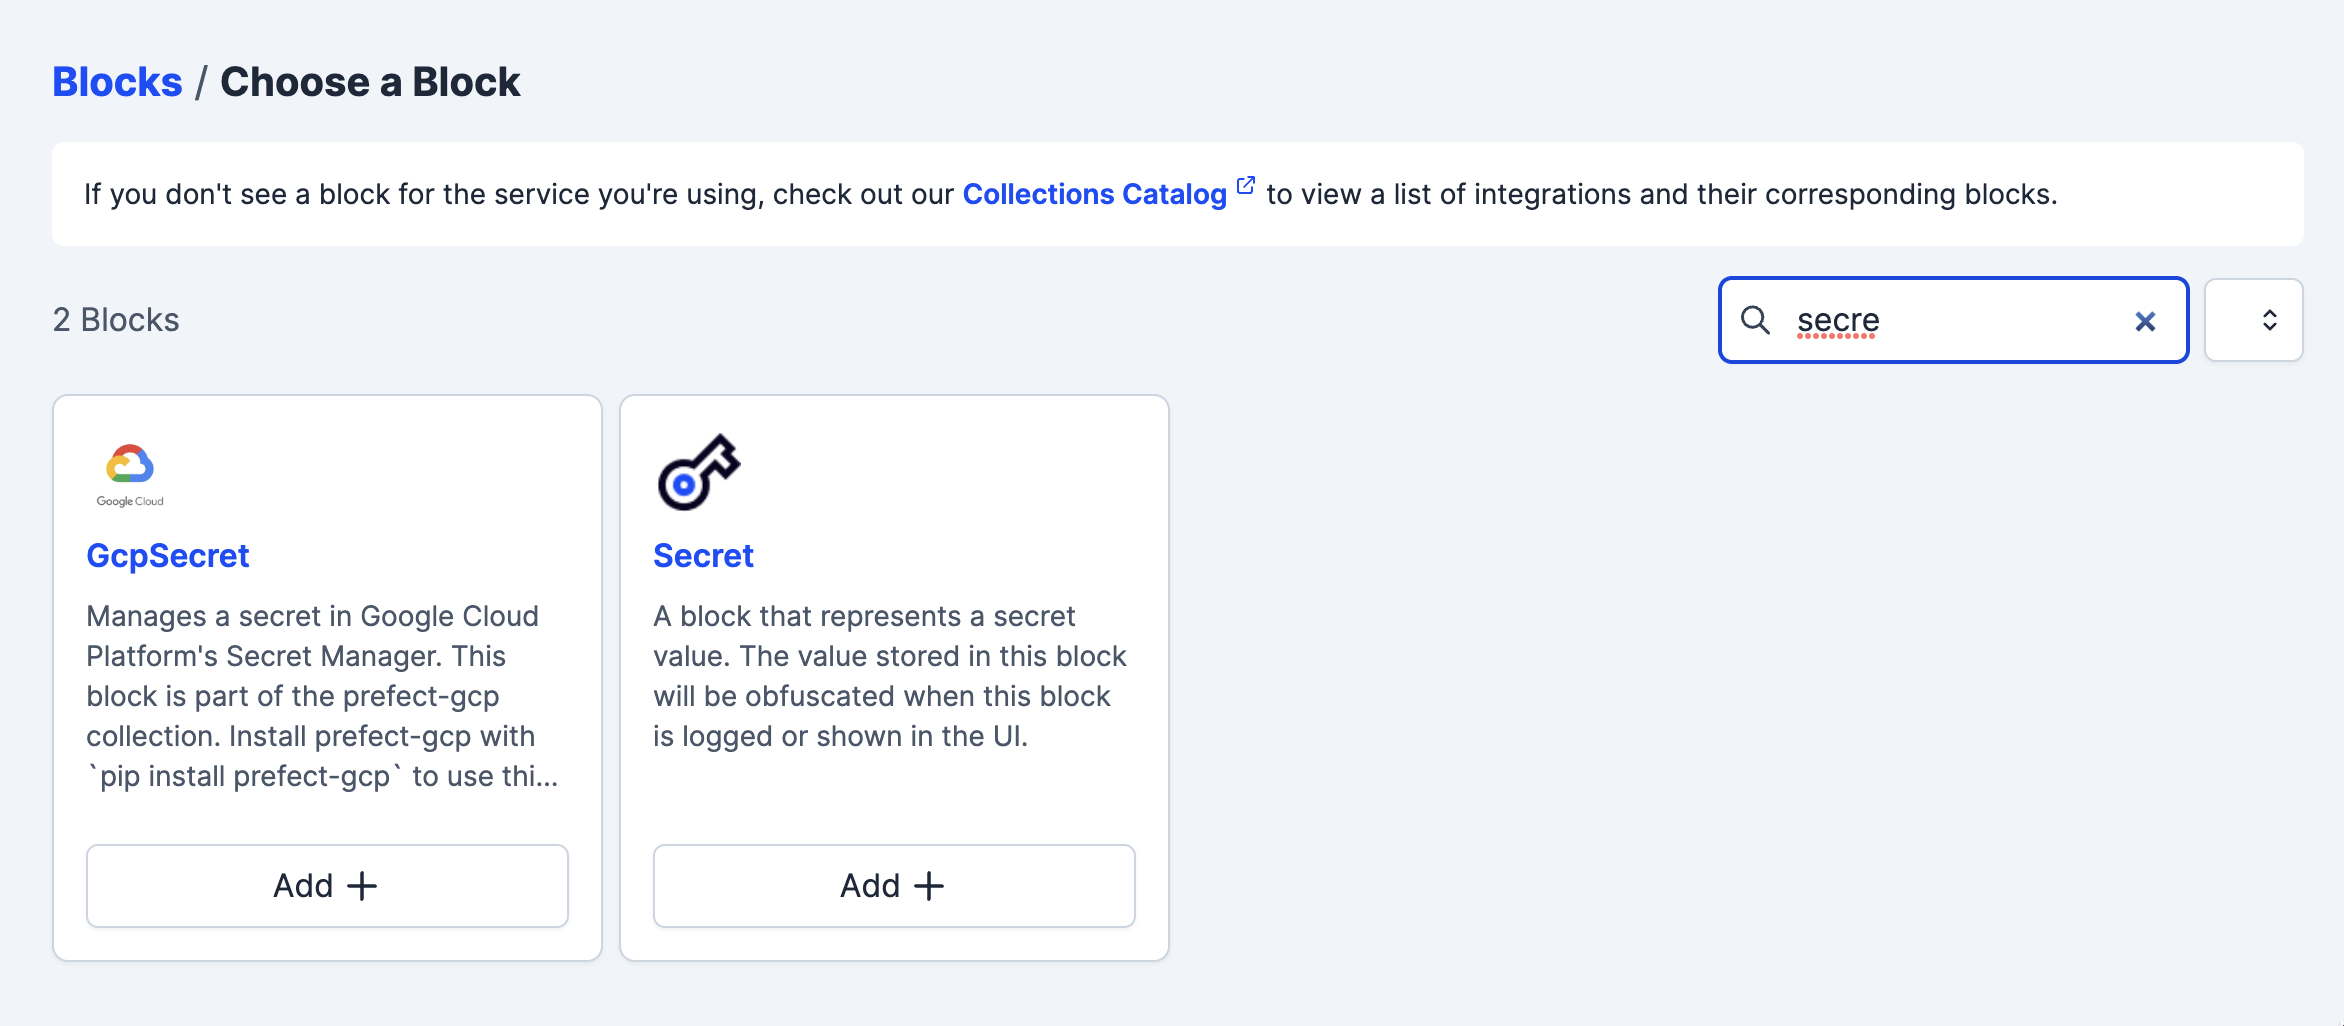 Blocks / Choose a Block
If you don't see a block for the service you're using, check out our Collections Catalog to view a list of integrations and their corresponding blocks.
2 Blocks
secre
Google Cloud
GcpSecret
Manages a secret in Google Cloud
Platform's Secret Manager. This
block is part of the prefect-gcp
collection. Install prefect-gcp with
`pip install prefect-gcp` to use thi...
Add
Secret
A block that represents a secret
value. The value stored in this block
will be obfuscated when this block
is logged or shown in the UI.
Add